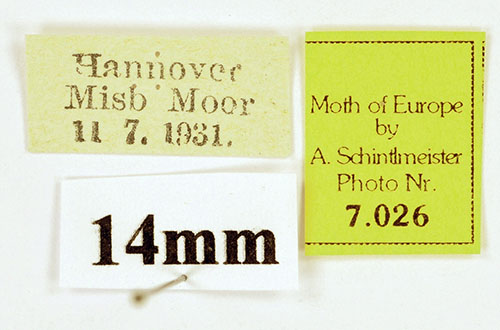 Hannover
Misb' Moor
11 7. 1931.
Moth of Europe
by
A. Schintlmeister
Photo Nr.
7.026
14mm